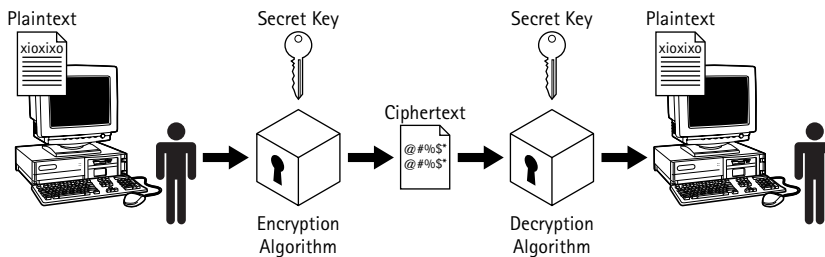 Plaintext
xioxixo
Secret Key
Encryption
Algorithm
Ciphertext
@#%$*
@#%$*
Secret Key
Decryption
Algorithm
Plaintext
xioxixo